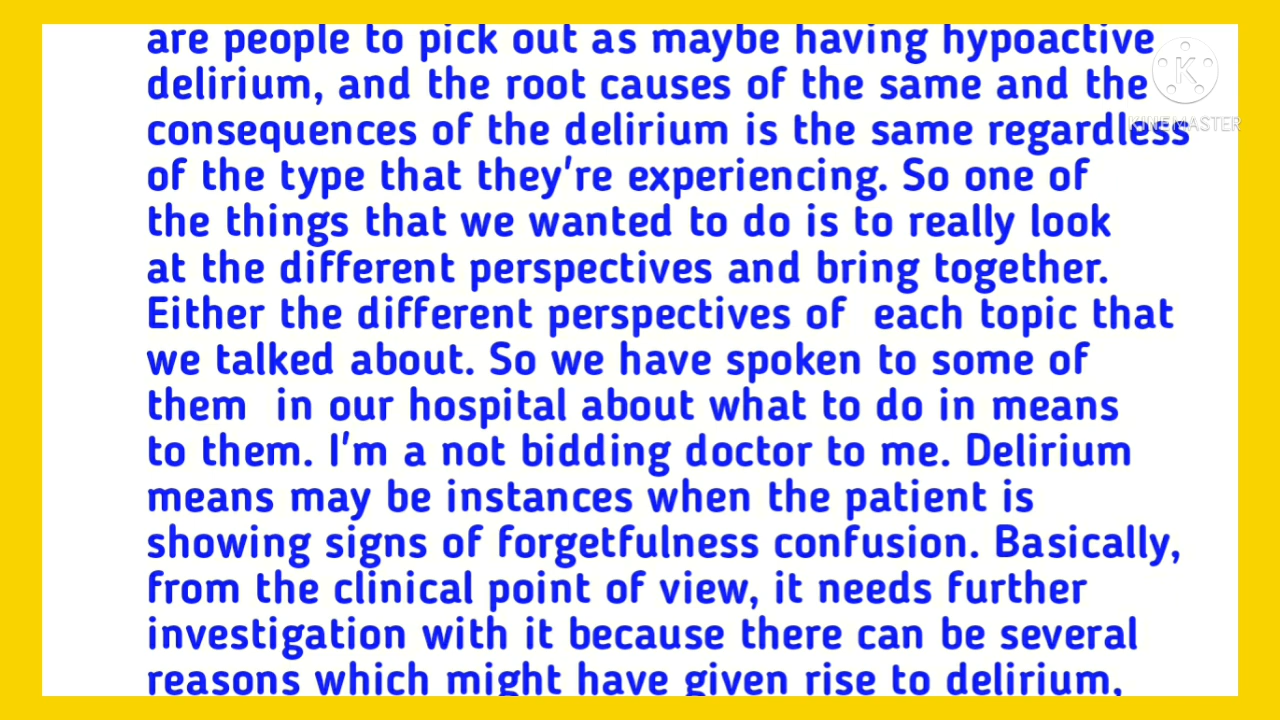 are people to pick out as maybe having hypoactive
delirium, and the root causes of the same and the
consequences of the delirium is the same regardless
of the type that they're experiencing. So one of
the things that we wanted to do is to really look
at the different perspectives and bring together.
Either the different perspectives of each topic that
we talked about. So we have spoken to some of
them in our hospital about what to do in means
to them. I'm a not bidding doctor to me. Delirium
means may be instances when the patient is
showing signs of forgetfulness confusion. Basically,
from the clinical point of view, it needs further
investigation with it because there can be several
reasons which might have given rise to delirium,
K
KINEMASTER